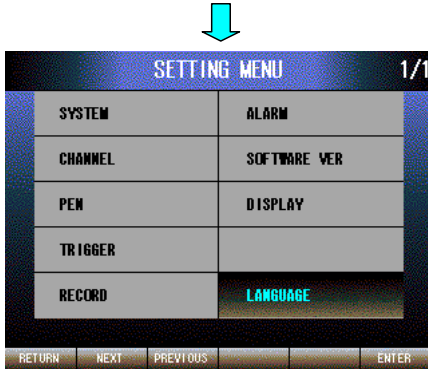 SETTING MENU 1/1
SYSTEM ALARM
CHANNEL SOFTWARE VER
PEN DISPLAY
TRIGGER
RECORD LANGUAGE
RETURN NEXT PREVIOUS ENTER